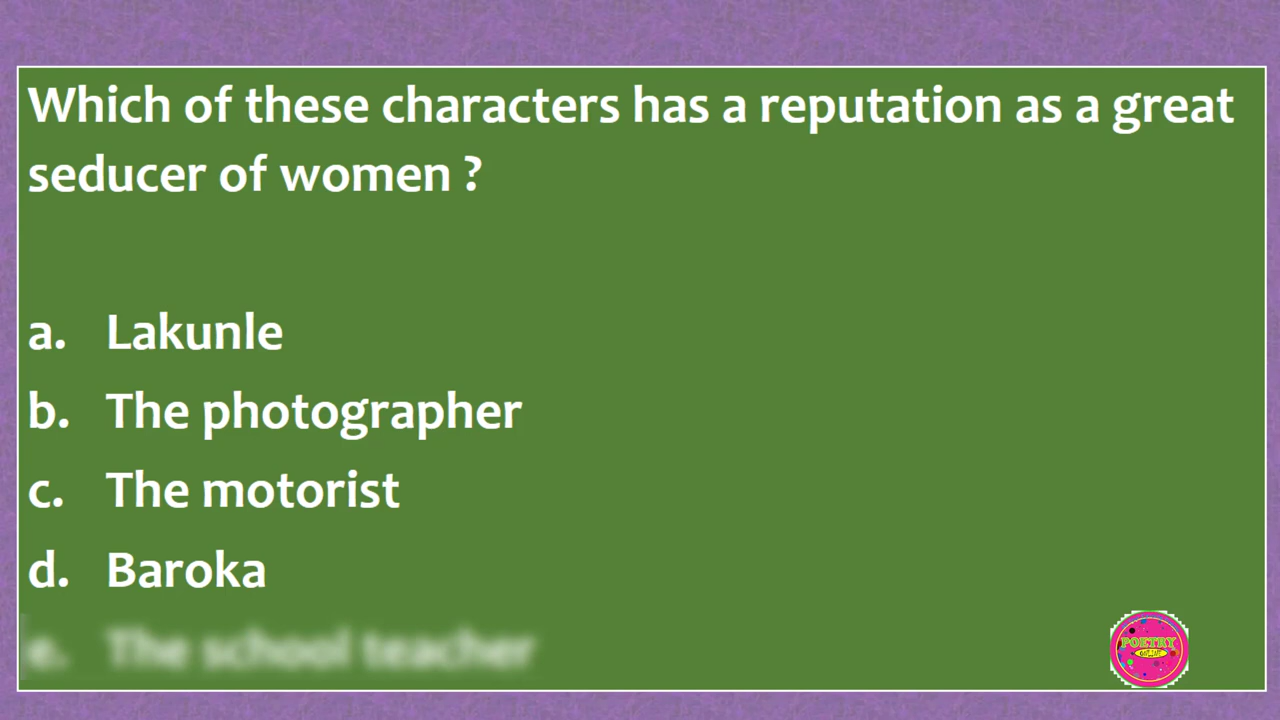 Which of these characters has a reputation as a great
seducer of women ?
a. Lakunle
b. The photographer
c. The motorist
d. Baroka
e. The school teacher
POETRY